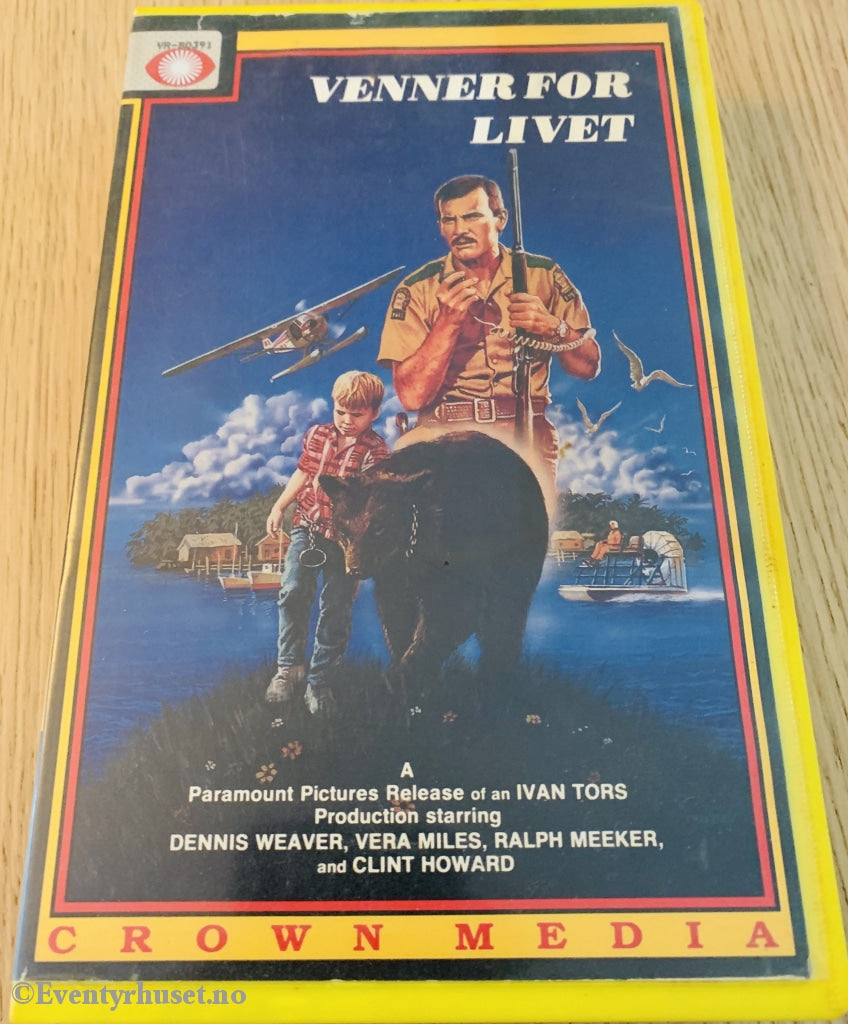 VR-80391
VENNER FOR
LIVET
A
Paramount Pictures Release of an IVAN TORS
Production starring
DENNIS WEAVER, VERA MILES, RALPH MEEKER,
and CLINT HOWARD
CROWN MEDIA
©Eventyrhuset.no